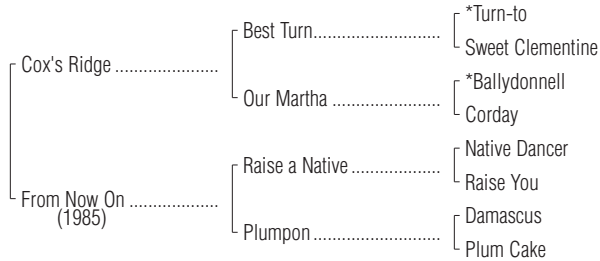 *Turn-to
Best Turn..............................
Sweet Clementine
Cox's Ridge ........................
*Ballydonnell
Our Martha .........................
Corday
Native Dancer
Raise a Native .....................
Raise You
From Now On ....................
(1985)
Damascus
Plumpon..............................
Plum Cake